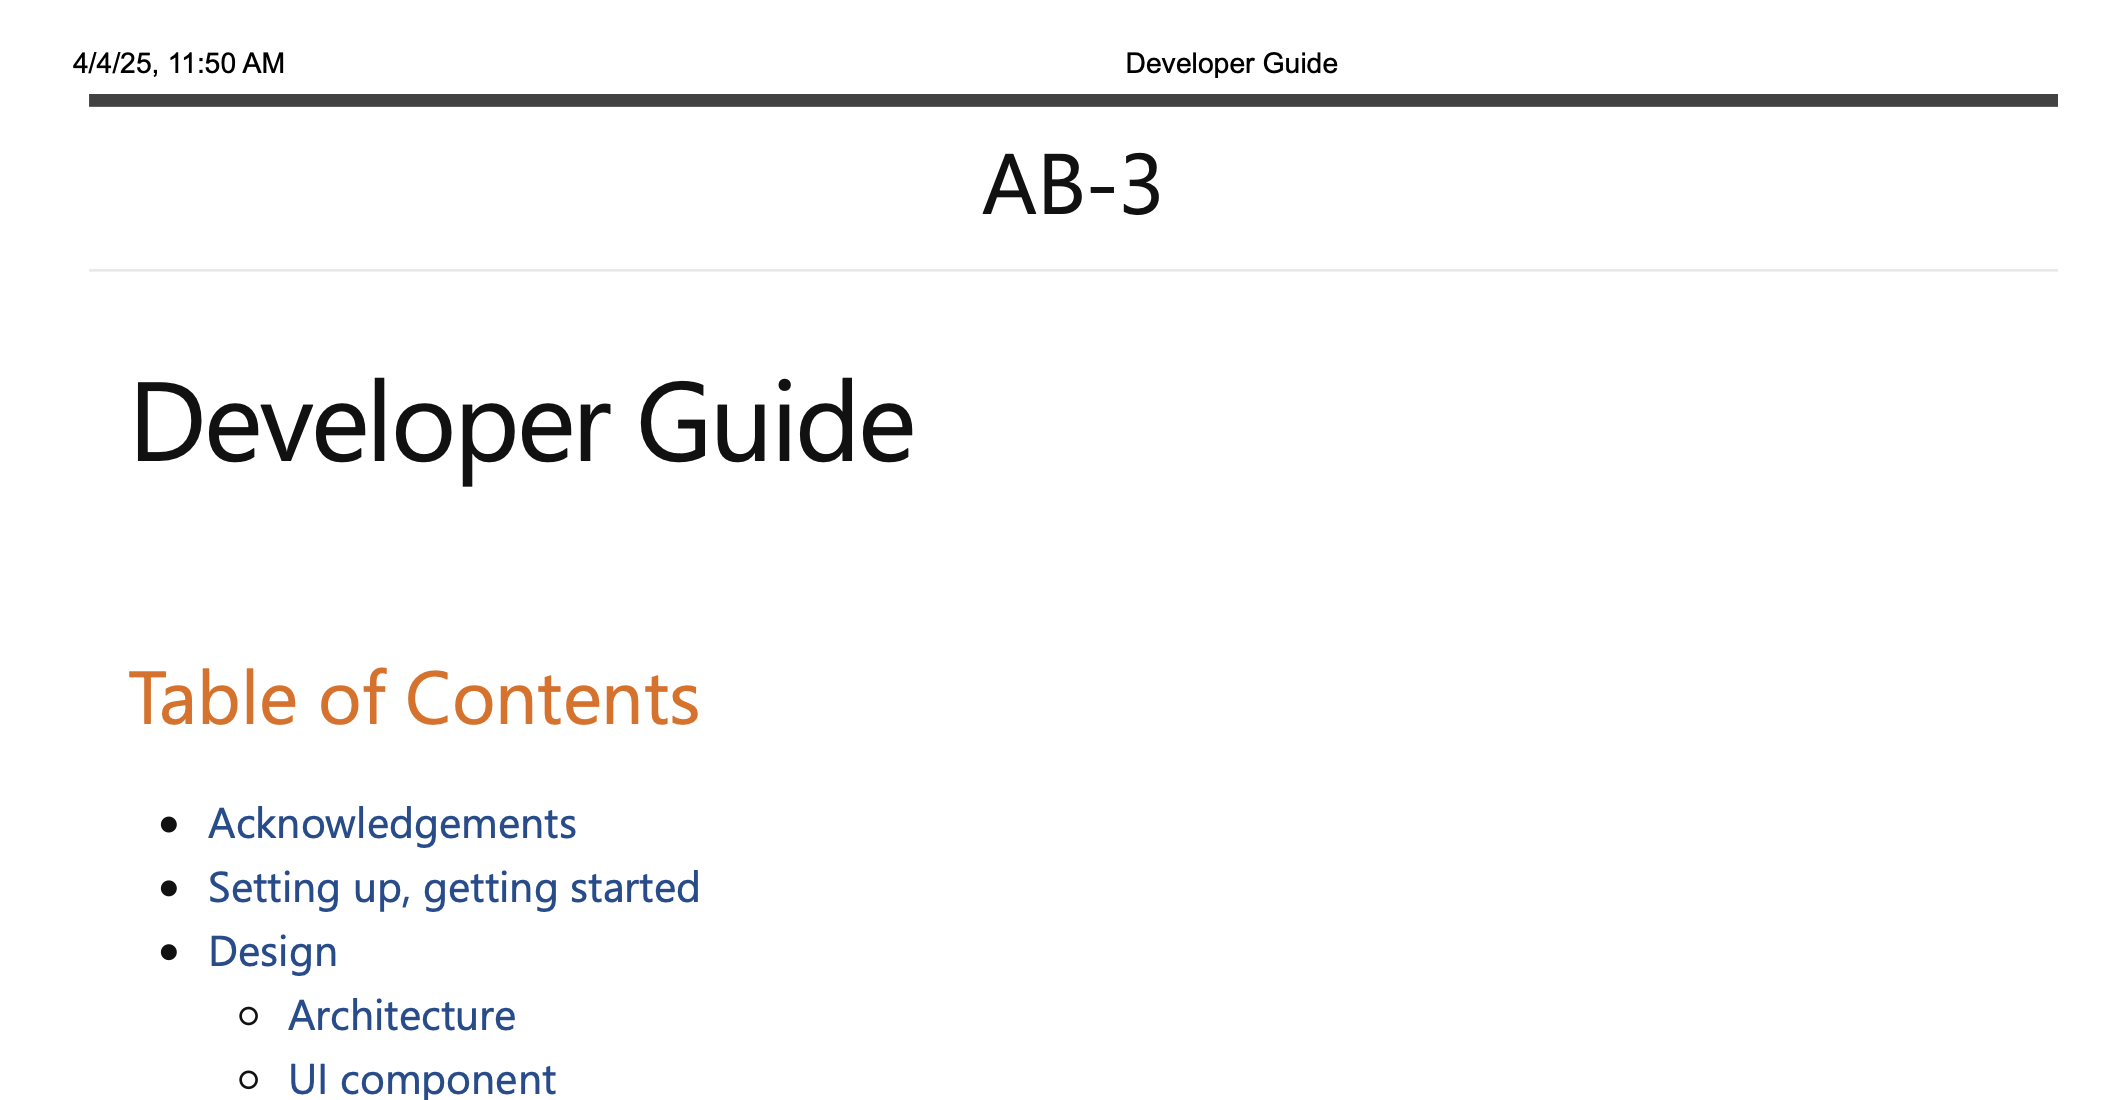 4/4/25, 11:50 AM Developer Guide
AB-3
Developer Guide
Table of Contents
Acknowledgements
Setting up, getting started
Design
Architecture
UI component